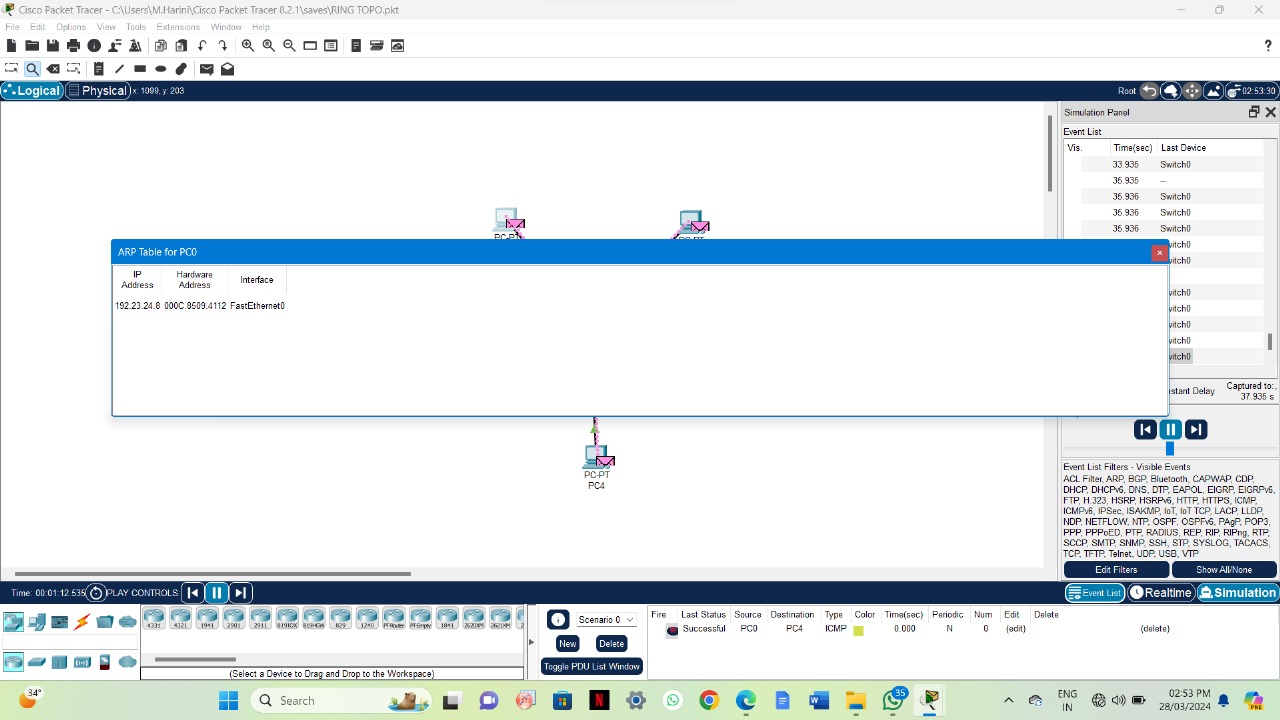 Cisco Packet Tracer - C:\Users\M.Harini\Cisco Packet Tracer 8.2.1\saves\RING TOPO.pkt
File Edit Options View Tools Extensions Window Help
Logical Physical x: 1099, y: 203
Root 02:53:30
Simulation Panel
Event List
Vis. Time(sec) Last Device
33.935 Switch0
35.935 --
35.936 Switch0
35.936 Switch0
35.936 Switch0
PC-PT
ARP Table for PC0
IP Address Hardware Address Interface
192.23.24.8 000C.8509.4112 FastEthernet0
witch0
witch0
witch0
witch0
witch0
witch0
witch0
stant Delay Captured to:
37.935 s
PC-PT
PC4
Event List Filters - Visible Events
ACL Filter, ARP, BGP, Bluetooth, CAPWAP, CDP,
DHCP, DHCPv6, DNS, DTP, EAPOL, EIGRP, EIGRPv6,
FTP, H.323, HSRP, HSRPv6, HTTP, HTTPS, ICMP,
ICMPv6, IPSec, ISAKMP, IoT, IoT TCP, LACP, LLDP,
NDP, NETFLOW, NTP, OSPF, OSPFv6, PAgP, POP3,
PPP, PPPoED, PTP, RADIUS, REP, RIP, RIPng, RTP,
SCCP, SMTP, SNMP, SSH, STP, SYSLOG, TACACS,
TCP, TFTP, Telnet, UDP, USB, VTP
Edit Filters Show All/None
Time: 00:01:12.535 PLAY CONTROLS: Event List Realtime Simulation
4331 4321 1941 2901 2911 819IOX 819HGW 829 1240 PT-Router PT-Empty 1841 2620XM 2621XM
(Select a Device to Drag and Drop to the Workspace)
Scenario 0
New Delete
Toggle PDU List Window
Fire Last Status Source Destination Type Color Time(sec) Periodic Num Edit Delete
Successful PC0 PC4 ICMP 0.000 N 0 (edit) (delete)
34°
Search
35
ENG
IN
02:53 PM
28/03/2024
PRE